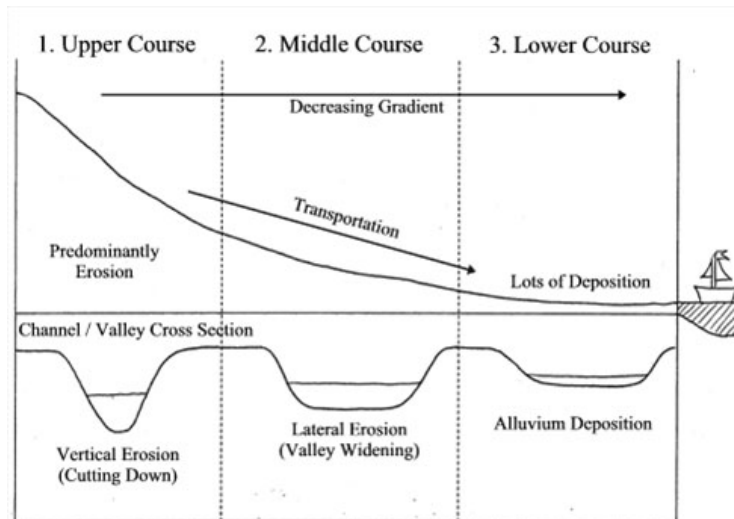 1. Upper Course
2. Middle Course
3. Lower Course
Decreasing Gradient
Transportation
Predominantly
Erosion
Lots of Deposition
Channel / Valley Cross Section
Vertical Erosion
(Cutting Down)
Lateral Erosion
(Valley Widening)
Alluvium Deposition